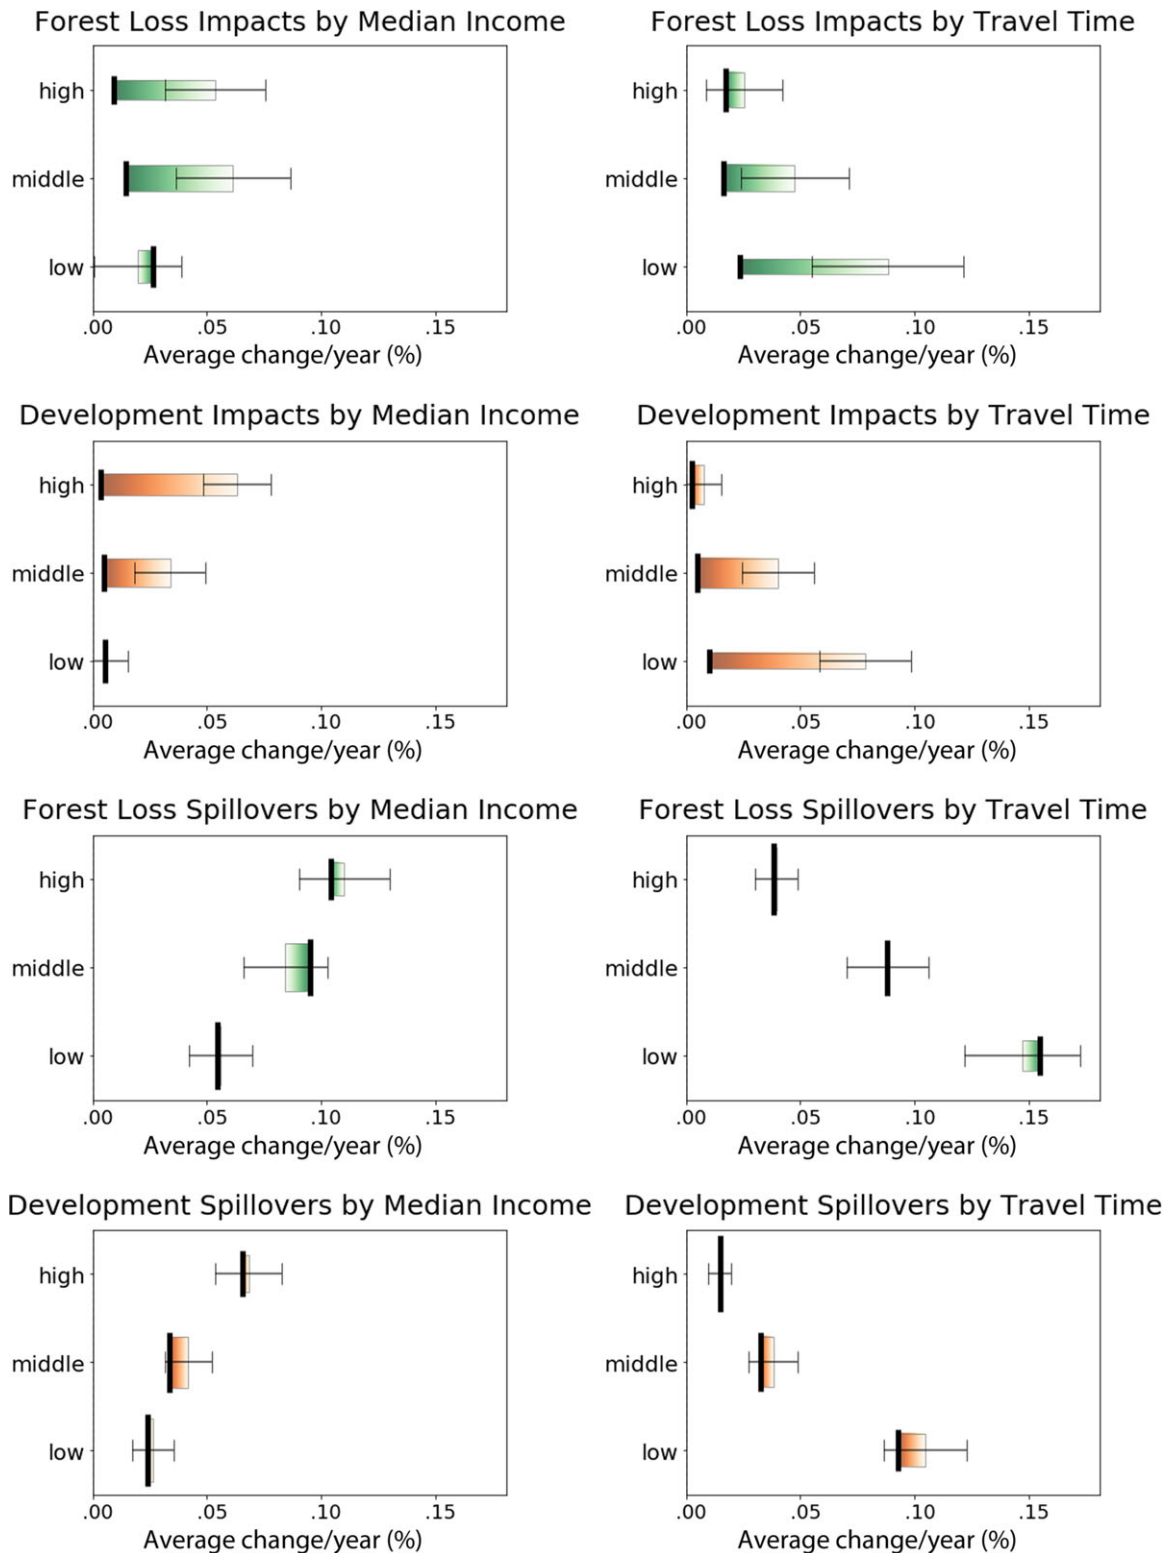 Forest Loss Impacts by Median Income
high
middle
low
.00 .05 .10 .15
Average change/year (%)
Forest Loss Impacts by Travel Time
high
middle
low
.00 .05 .10 .15
Average change/year (%)
Development Impacts by Median Income
high
middle
low
.00 .05 .10 .15
Average change/year (%)
Development Impacts by Travel Time
high
middle
low
.00 .05 .10 .15
Average change/year (%)
Forest Loss Spillovers by Median Income
high
middle
low
.00 .05 .10 .15
Average change/year (%)
Forest Loss Spillovers by Travel Time
high
middle
low
.00 .05 .10 .15
Average change/year (%)
Development Spillovers by Median Income
high
middle
low
.00 .05 .10 .15
Average change/year (%)
Development Spillovers by Travel Time
high
middle
low
.00 .05 .10 .15
Average change/year (%)